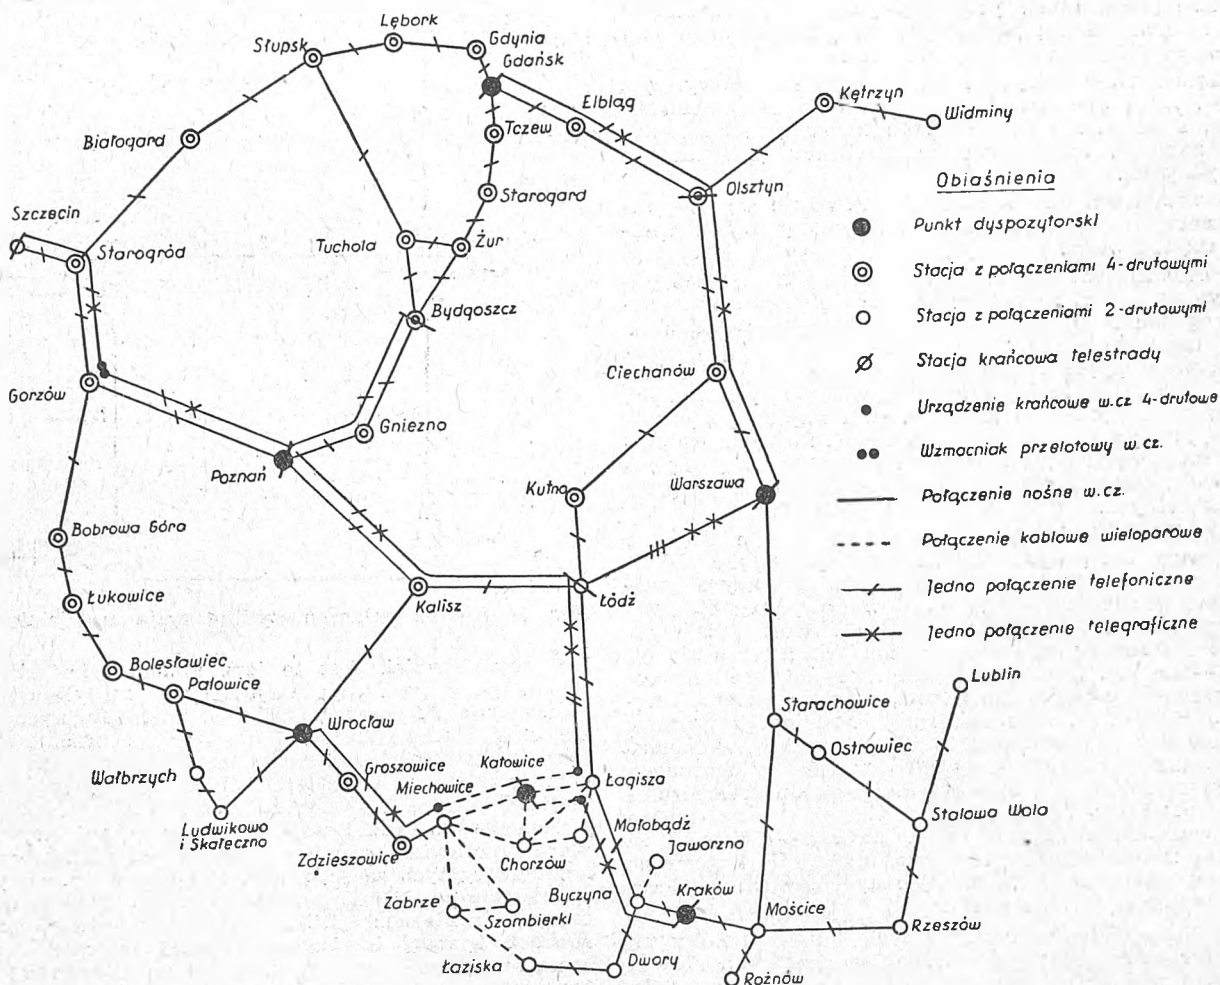 Lębork
Słupsk
Gdynia
Gdańsk
Elbląg
Kętrzyn
Widminy
Białogard
Tczew
Olsztyn
Starogard
Szczecin
Starogród
Tuchola
Żur
Bydgoszcz
Gorzów
Ciechanów
Gniezno
Poznań
Kutno
Warszawa
Bobrowa Góra
Kalisz
Łódź
Łukowice
Bolesławiec
Pałowice
Wrocław
Lublin
Starachowice
Ostrowiec
Wałbrzych
Groszowice
Miechowice
Katowice
Łagisza
Ludwikowo
i Skałeczno
Małobądź
Jaworzno
Stalowa Wola
Zdzieszowice
Chorzów
Byczyna
Kraków
Mościce
Zabrze
Szombierki
Rzeszów
Łaziska
Dwory
Rożnów
Obiaśnienia
Punkt dyspozytorski
Stacja z połączeniami 4-drutowymi
Stacja z połączeniami 2-drutowymi
Stacja krańcowa telestrady
Urządzenie krańcowe w.cz. 4-drutowe
Wzmocniak przelotowy w.cz.
Połączenie nośne w.cz.
Połączenie kablowe wieloparowe
Jedno połączenie telefoniczne
Jedno połączenie telegraficzne